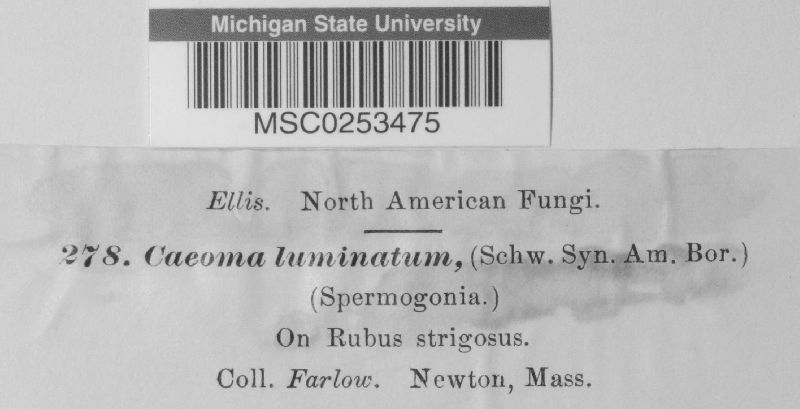 Michigan State University
MSC0253475
Ellis. North American Fungi.
278. Caeoma luminatum, (Schw. Syn. Am. Bor.)
(Spermogonia.)
On Rubus strigosus.
Coll. Farlow. Newton, Mass.